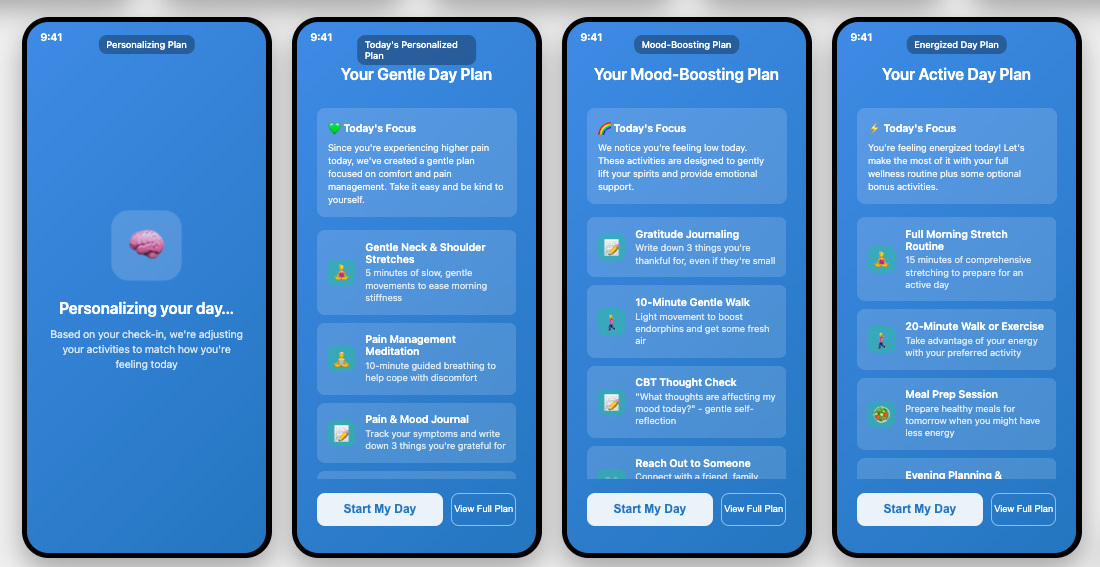 9:41
Personalizing Plan
Personalizing your day...
Based on your check-in, we're adjusting
your activities to match how you're
feeling today
9:41
Today's Personalized
Plan
Your Gentle Day Plan
Today's Focus
Since you're experiencing higher pain
today, we've created a gentle plan
focused on comfort and pain
management. Take it easy and be kind to
yourself.
Gentle Neck & Shoulder
Stretches
5 minutes of slow, gentle
movements to ease morning
stiffness
Pain Management
Meditation
10-minute guided breathing to
help cope with discomfort
Pain & Mood Journal
Track your symptoms and write
down 3 things you're grateful for
Start My Day
View Full Plan
9:41
Mood-Boosting Plan
Your Mood-Boosting Plan
Today's Focus
We notice you're feeling low today.
These activities are designed to gently
lift your spirits and provide emotional
support.
Gratitude Journaling
Write down 3 things you're
thankful for, even if they're small
10-Minute Gentle Walk
Light movement to boost
endorphins and get some fresh
air
CBT Thought Check
"What thoughts are affecting my
mood today?" - gentle self-
reflection
Reach Out to Someone
Connect with a friend, family
Start My Day
View Full Plan
9:41
Energized Day Plan
Your Active Day Plan
Today's Focus
You're feeling energized today! Let's
make the most of it with your full
wellness routine plus some optional
bonus activities.
Full Morning Stretch
Routine
15 minutes of comprehensive
stretching to prepare for an
active day
20-Minute Walk or Exercise
Take advantage of your energy
with your preferred activity
Meal Prep Session
Prepare healthy meals for
tomorrow when you might have
less energy
Evening Planning &
Start My Day
View Full Plan